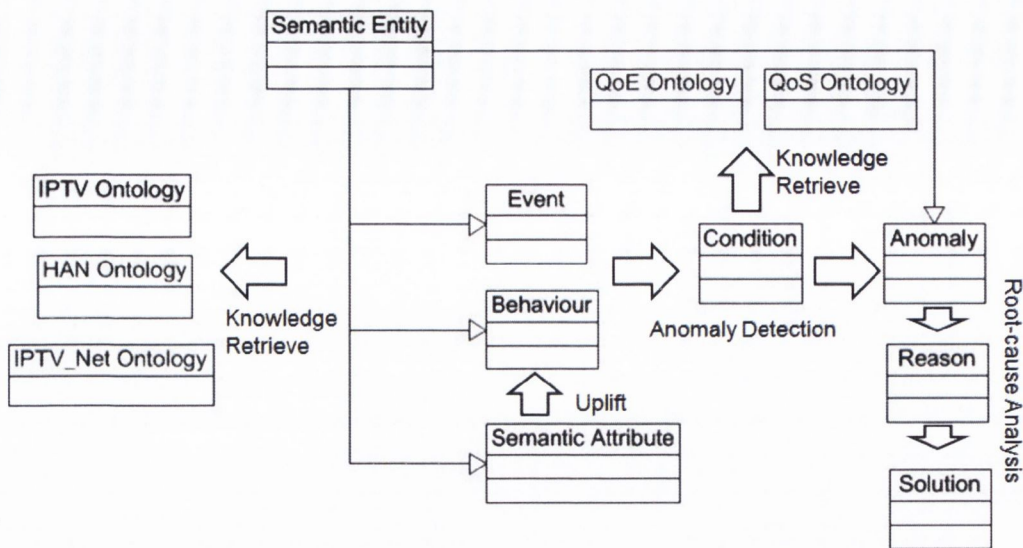 Semantic Entity
QoE Ontology
QoS Ontology
Knowledge
Retrieve
IPTV Ontology
Event
Condition
Anomaly
HAN Ontology
Knowledge
Retrieve
Behaviour
Anomaly Detection
IPTV_Net Ontology
Reason
Uplift
Semantic Attribute
Solution
Root-cause Analysis